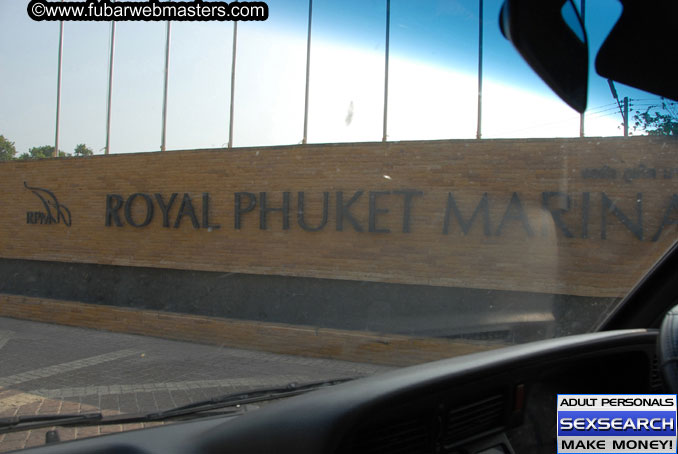 ©www.fubarwebmasters.com
RPM
ROYAL PHUKET MARINA
ADULT PERSONALS
SEXSEARCH
MAKE MONEY!